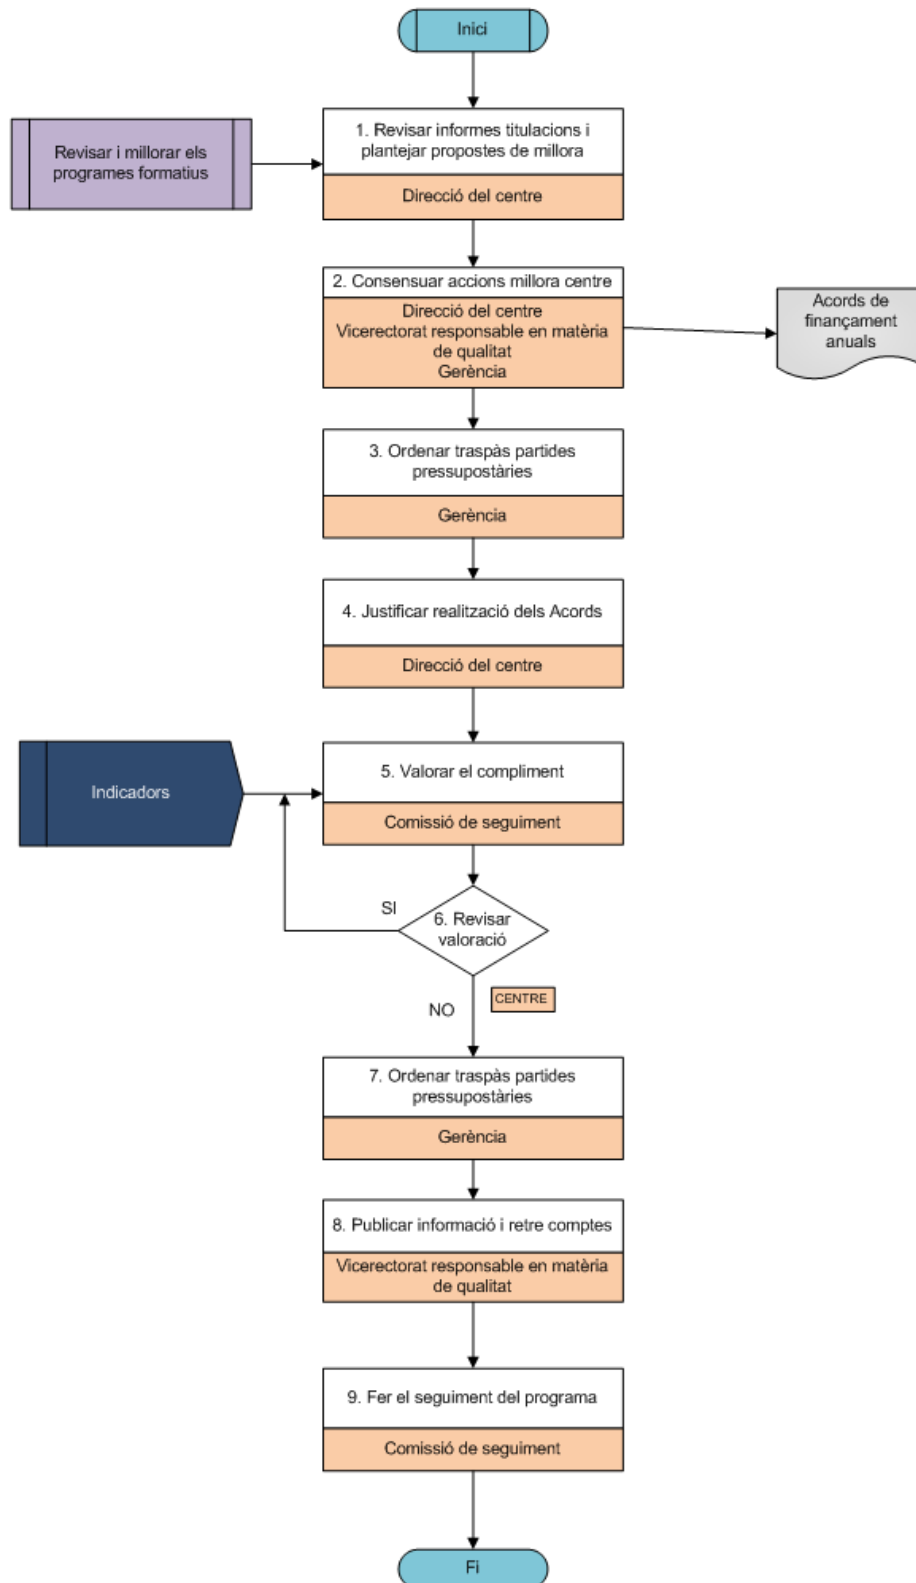 Inici
Revisar i millorar els
programes formatius
1. Revisar informes titulacions i
plantejar propostes de millora
Direcció del centre
2. Consensuar accions millora centre
Direcció del centre
Vicerectorat responsable en matèria
de qualitat
Gerència
Acords de
finançament
anuals
3. Ordenar traspàs partides
pressupostàries
Gerència
4. Justificar realització dels Acords
Direcció del centre
Indicadors
5. Valorar el compliment
Comissió de seguiment
SI
6. Revisar
valoració
NO
CENTRE
7. Ordenar traspàs partides
pressupostàries
Gerència
8. Publicar informació i retre comptes
Vicerectorat responsable en matèria
de qualitat
9. Fer el seguiment del programa
Comissió de seguiment
Fi